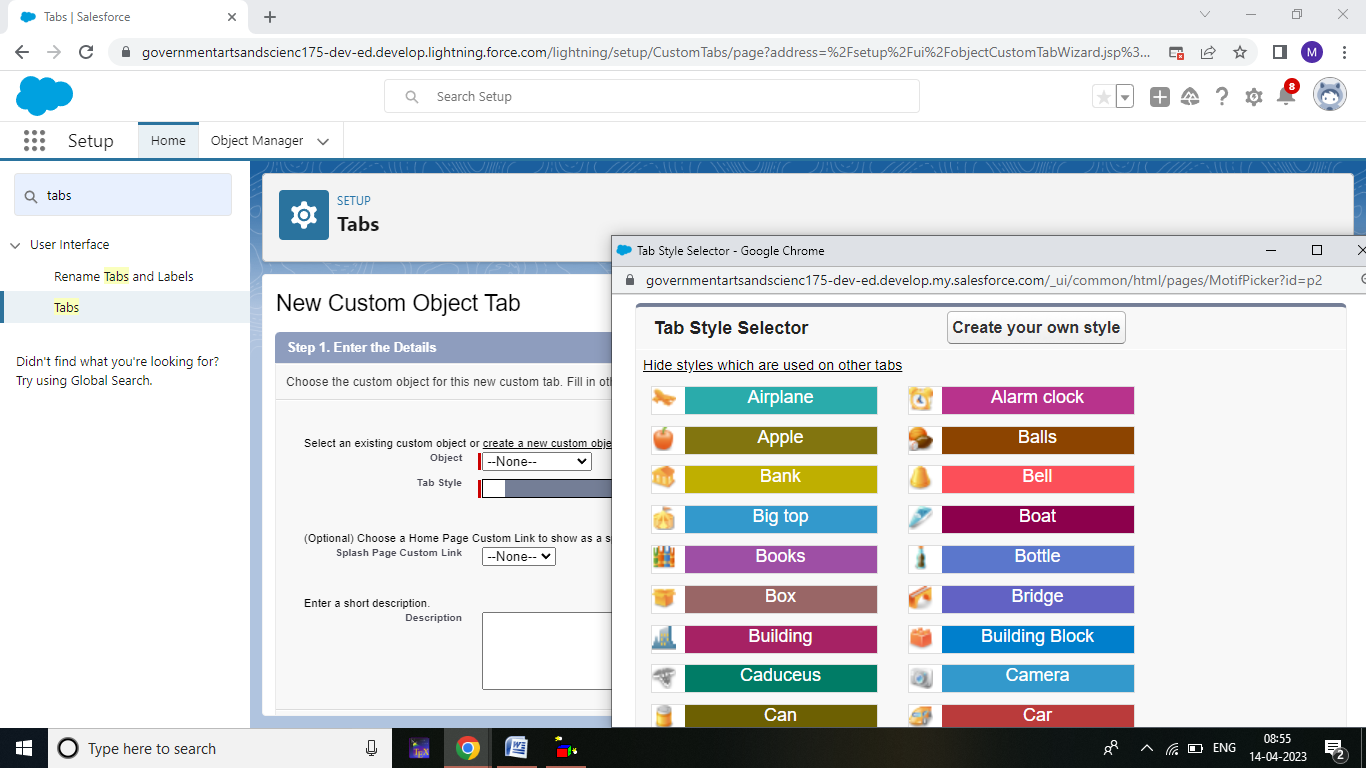 Tabs | Salesforce
governmentartsandscienc175-dev-ed.develop.lightning.force.com/lightning/setup/CustomTabs/page?address=%2Fsetup%2Fui%2FobjectCustomTabWizard.jsp%3...
M
Search Setup
8
Setup
Home
Object Manager
tabs
User Interface
Rename Tabs and Labels
Tabs
Didn't find what you're looking for?
Try using Global Search.
SETUP
Tabs
New Custom Object Tab
Step 1. Enter the Details
Choose the custom object for this new custom tab. Fill in
Select an existing custom object or create a new custom
Object
--None--
Tab Style
(Optional) Choose a Home Page Custom Link to show as a
Splash Page Custom Link
--None--
Enter a short description.
Description
Tab Style Selector - Google Chrome
governmentartsandscienc175-dev-ed.develop.my.salesforce.com/_ui/common/html/pages/MotifPicker?id=p2
Tab Style Selector
Create your own style
Hide styles which are used on other tabs
Airplane
Alarm clock
Apple
Balls
Bank
Bell
Big top
Boat
Books
Bottle
Box
Bridge
Building
Building Block
Caduceus
Camera
Can
Car
Type here to search
ENG
08:55
14-04-2023
2